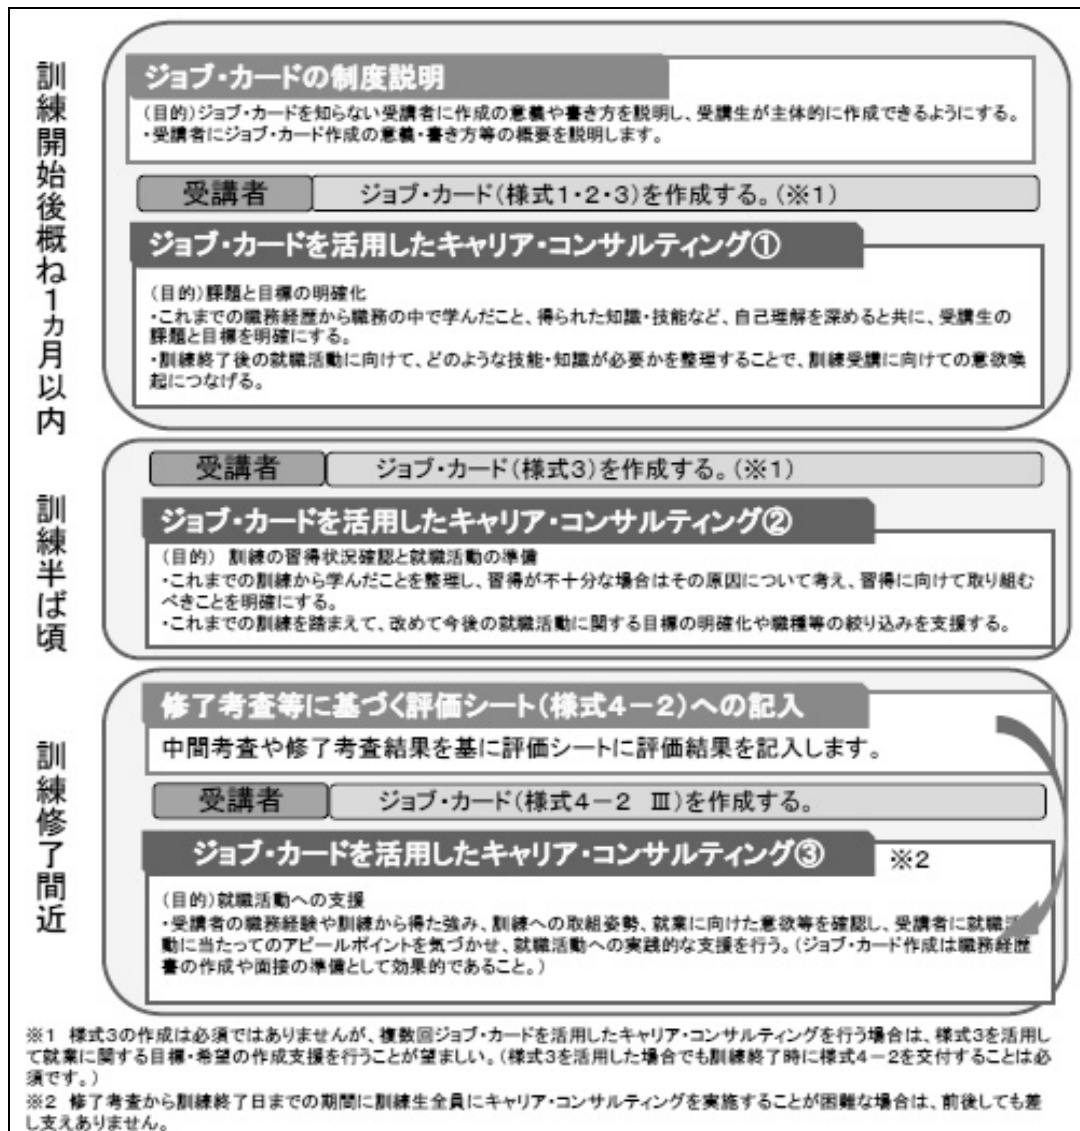 訓練開始後概ね1カ月以内
ジョブ・カードの制度説明
(目的)ジョブ・カードを知らない受講者に作成の意義や書き方を説明し、受講生が主体的に作成できるようにする。
・受講者にジョブ・カード作成の意義・書き方等の概要を説明します。
受講者 ジョブ・カード(様式1・2・3)を作成する。(※1)
ジョブ・カードを活用したキャリア・コンサルティング①
(目的)課題と目標の明確化
・これまでの職務経歴から職務の中で学んだこと、得られた知識・技能など、自己理解を深めると共に、受講生の
課題と目標を明確にする。
・訓練終了後の就職活動に向けて、どのような技能・知識が必要かを整理することで、訓練受講に向けての意欲喚
起につなげる。
訓練半ば頃
受講者 ジョブ・カード(様式3)を作成する。(※1)
ジョブ・カードを活用したキャリア・コンサルティング②
(目的) 訓練の習得状況確認と就職活動の準備
・これまでの訓練から学んだことを整理し、習得が不十分な場合はその原因について考え、習得に向けて取り組む
べきことを明確にする。
・これまでの訓練を踏まえて、改めて今後の就職活動に関する目標の明確化や職種等の絞り込みを支援する。
訓練修了間近
修了考査等に基づく評価シート(様式4-2)への記入
中間考査や修了考査結果を基に評価シートに評価結果を記入します。
受講者 ジョブ・カード(様式4-2 Ⅲ)を作成する。
ジョブ・カードを活用したキャリア・コンサルティング③ ※2
(目的)就職活動への支援
・受講者の職務経験や訓練から得た強み、訓練への取組姿勢、就業に向けた意欲等を確認し、受講者に就職活
動に当たってのアピールポイントを気づかせ、就職活動への実践的な支援を行う。(ジョブ・カード作成は職務経歴
書の作成や面接の準備として効果的であること。)
※1 様式3の作成は必須ではありませんが、複数回ジョブ・カードを活用したキャリア・コンサルティングを行う場合は、様式3を活用し
て就業に関する目標・希望の作成支援を行うことが望ましい。(様式3を活用した場合でも訓練終了時に様式4-2を交付することは必
須です。)
※2 修了考査から訓練終了日までの期間に訓練生全員にキャリア・コンサルティングを実施することが困難な場合は、前後しても差
し支えありません。